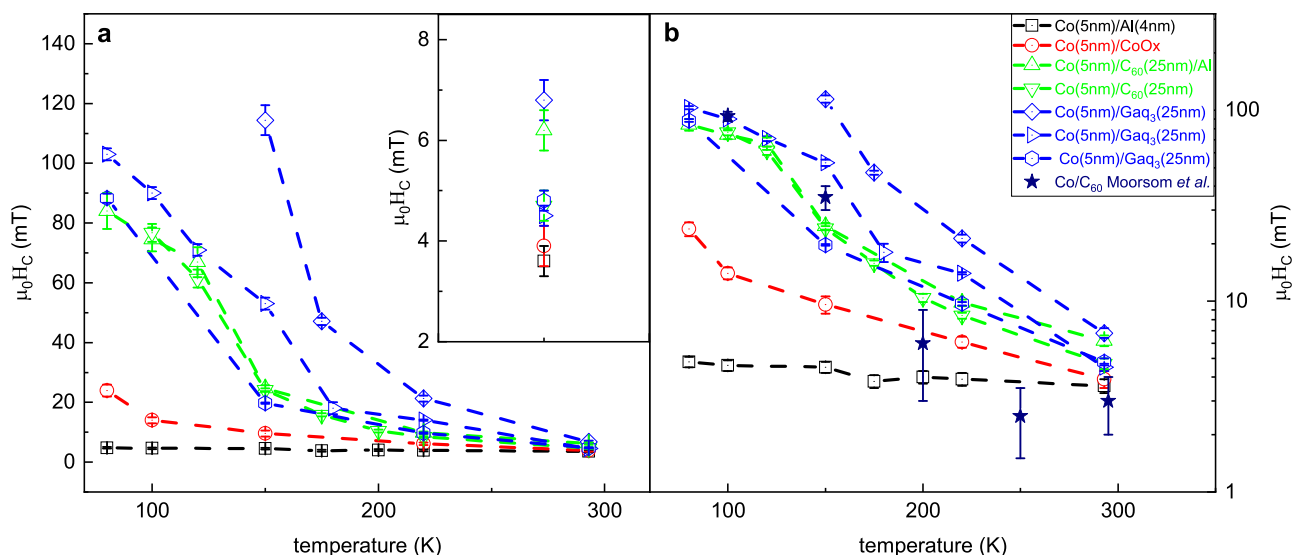 a
140
120
100
80
60
40
20
0
μ₀H_C (mT)
100
200
300
temperature (K)
8
6
4
2
μ₀H_C (mT)
b
Co(5nm)/Al(4nm)
Co(5nm)/CoOx
Co(5nm)/C₆₀(25nm)/Al
Co(5nm)/C₆₀(25nm)
Co(5nm)/Gaq₃(25nm)
Co(5nm)/Gaq₃(25nm)
Co(5nm)/Gaq₃(25nm)
Co/C₆₀ Moorsom et al.
100
10
1
μ₀H_C (mT)
100
200
300
temperature (K)